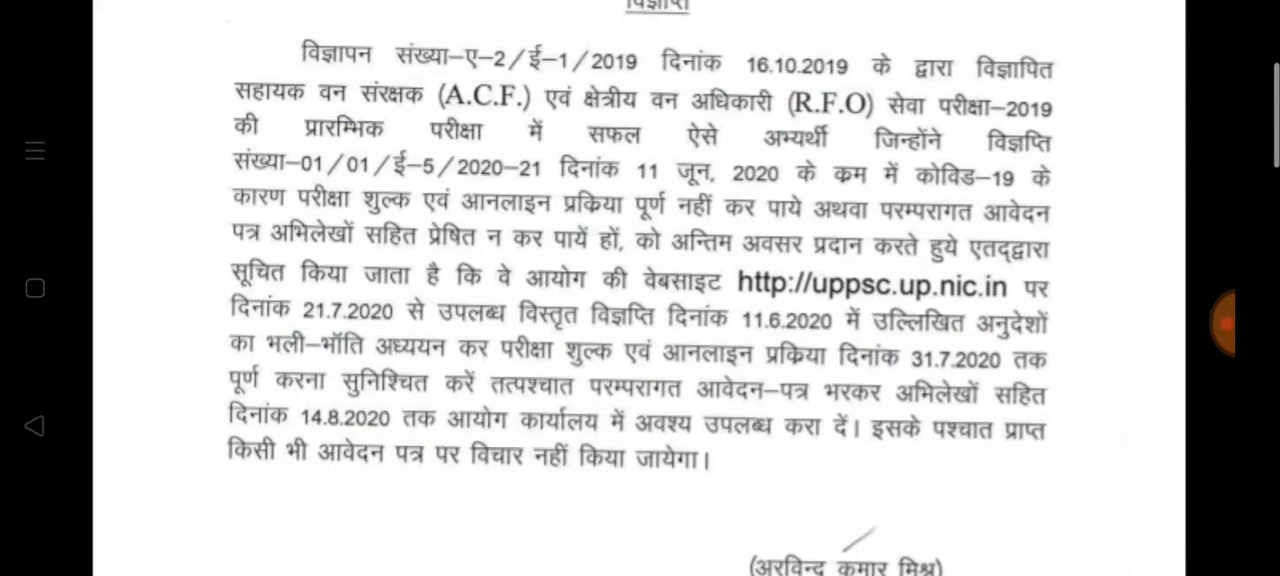 विज्ञप्ति
विज्ञापन संख्या–ए–2/ई–1/2019 दिनांक 16.10.2019 के द्वारा विज्ञापित
सहायक वन संरक्षक (A.C.F.) एवं क्षेत्रीय वन अधिकारी (R.F.O) सेवा परीक्षा–2019
की प्रारम्भिक परीक्षा में सफल ऐसे अभ्यर्थी जिन्होंने विज्ञप्ति
संख्या–01/01/ई–5/2020–21 दिनांक 11 जून, 2020 के कम में कोविड–19 के
कारण परीक्षा शुल्क एवं आनलाइन प्रकिया पूर्ण नहीं कर पाये अथवा परम्परागत आवेदन
पत्र अभिलेखों सहित प्रेषित न कर पायें हों, को अन्तिम अवसर प्रदान करते हुये एतद्द्वारा
सूचित किया जाता है कि वे आयोग की वेबसाइट http://uppsc.up.nic.in पर
दिनांक 21.7.2020 से उपलब्ध विस्तृत विज्ञप्ति दिनांक 11.6.2020 में उल्लिखित अनुदेशों
का भली–भॉति अध्ययन कर परीक्षा शुल्क एवं आनलाइन प्रकिया दिनांक 31.7.2020 तक
पूर्ण करना सुनिश्चित करें तत्पश्चात परम्परागत आवेदन–पत्र भरकर अभिलेखों सहित
दिनांक 14.8.2020 तक आयोग कार्यालय में अवश्य उपलब्ध करा दें। इसके पश्चात प्राप्त
किसी भी आवेदन पत्र पर विचार नहीं किया जायेगा।
(अरविन्द कुमार मिश्र)